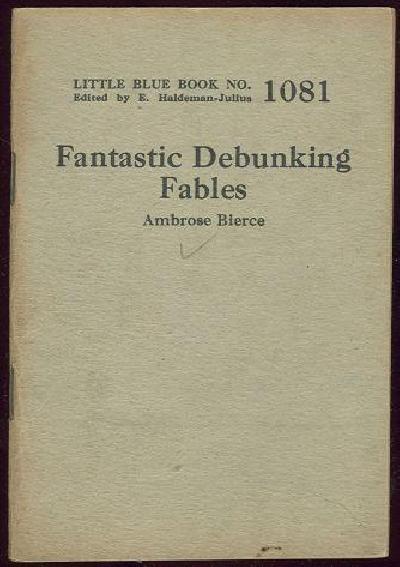 LITTLE BLUE BOOK NO. 1081
Edited by E. Haldeman-Julius
Fantastic Debunking
Fables
Ambrose Bierce